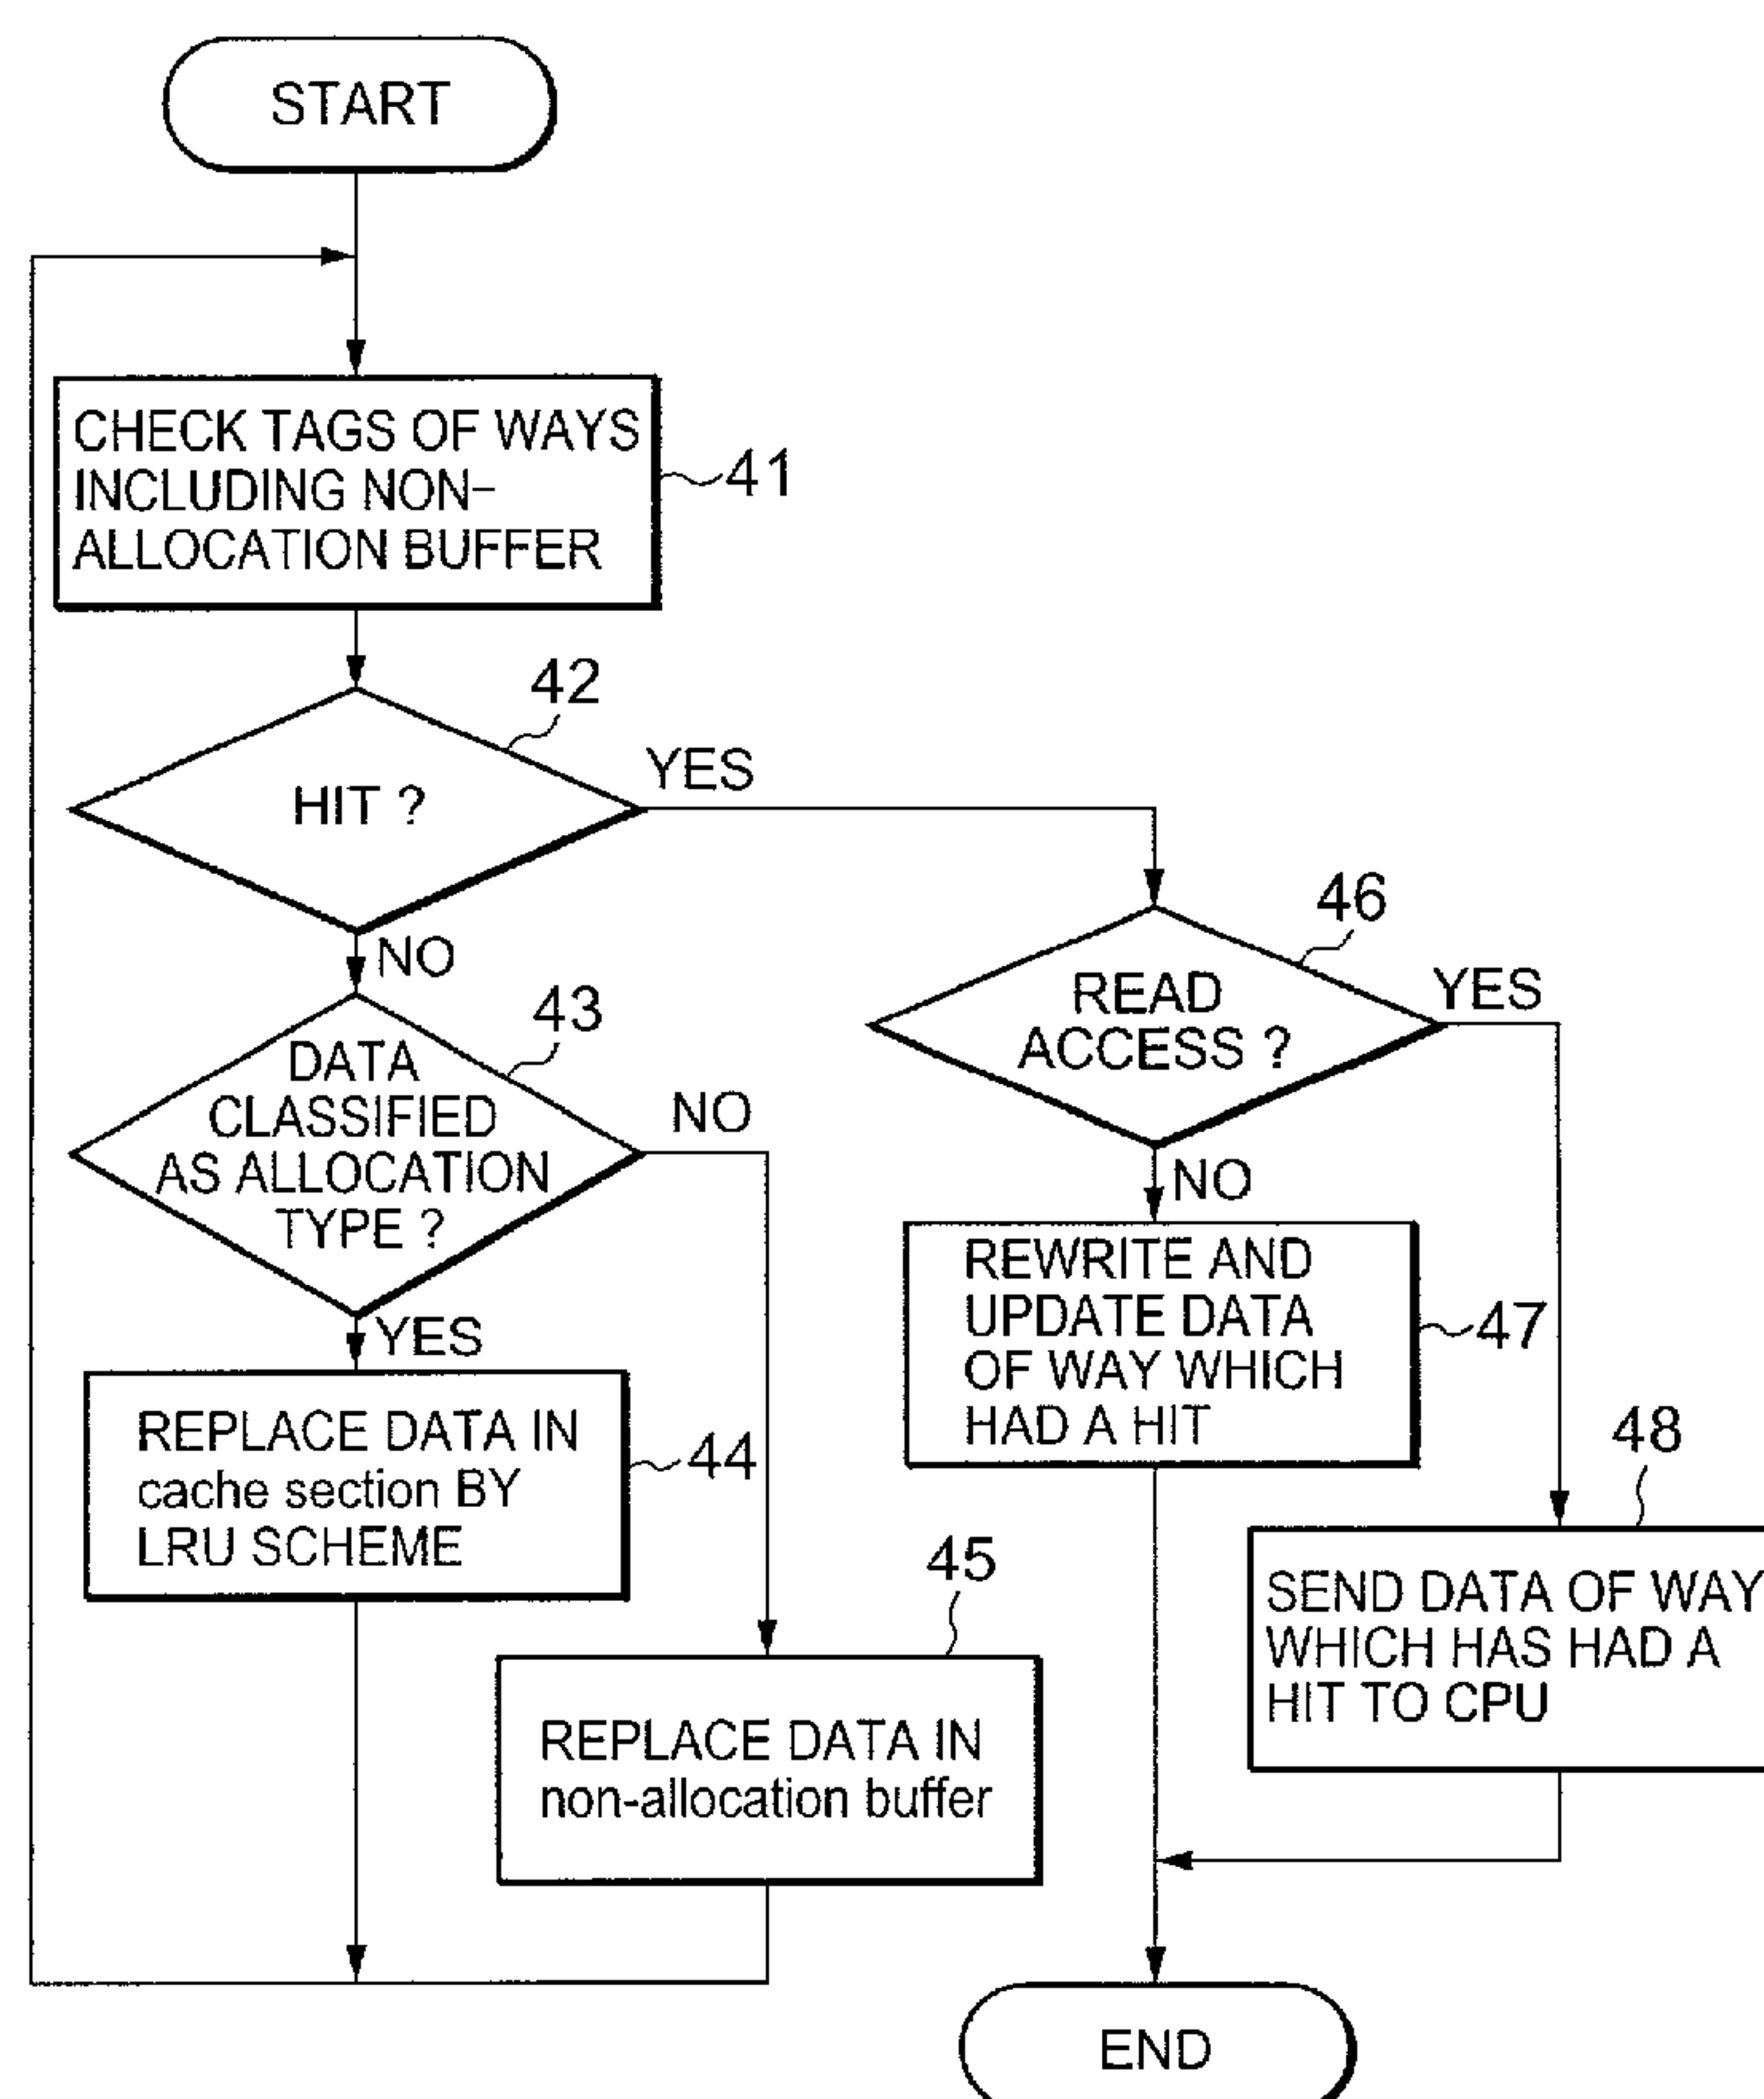 START
CHECK TAGS OF WAYS
INCLUDING NON-
ALLOCATION BUFFER
41
42
HIT ?
YES
NO
43
DATA
CLASSIFIED
AS ALLOCATION
TYPE ?
NO
YES
REPLACE DATA IN
cache section BY
LRU SCHEME
44
45
REPLACE DATA IN
non-allocation buffer
46
READ
ACCESS ?
YES
NO
REWRITE AND
UPDATE DATA
OF WAY WHICH
HAD A HIT
47
48
SEND DATA OF WAY
WHICH HAS HAD A
HIT TO CPU
END